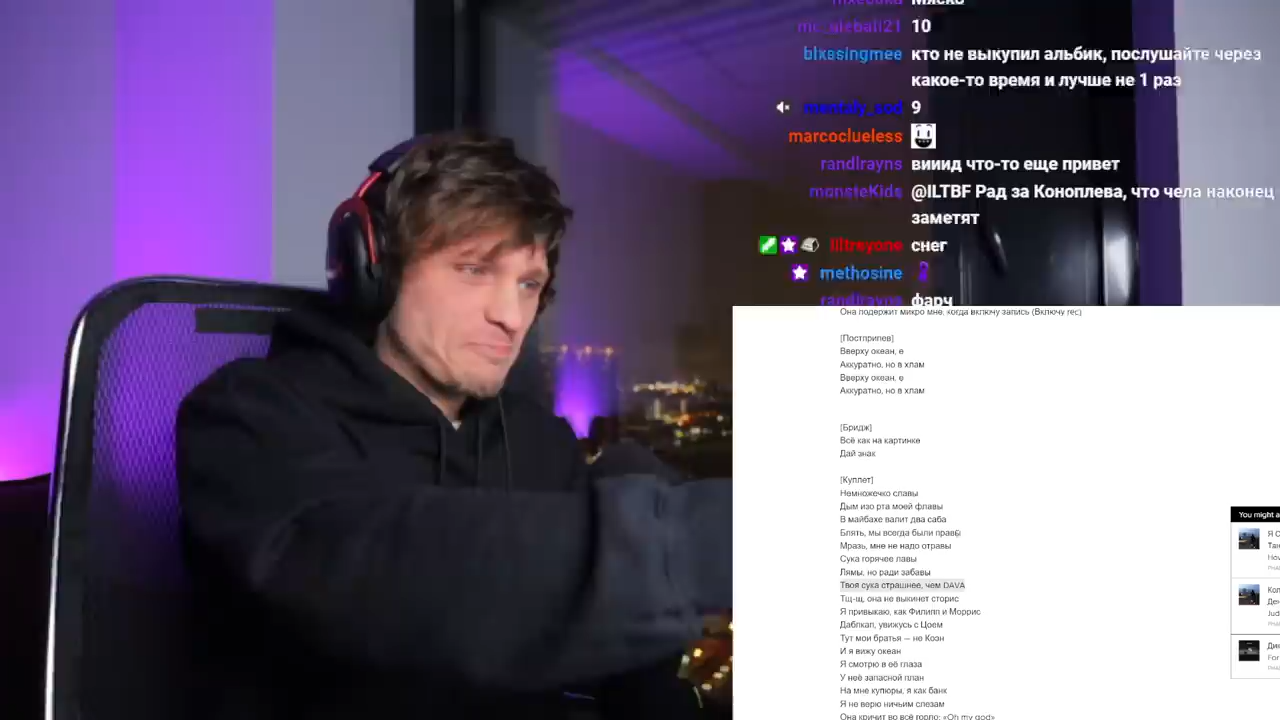 mc_aleball21 10
blxasingmee кто не выкупил альбик, послушайте через
какое-то время и лучше не 1 раз
9
marcoclueless
randlrayns вииид что-то еще привет
monsteKids @ILTBF Рад за Коноплева, что чела наконец
заметят
liltreyone снег
methosine
randlrayns фарч
Она подержит микро мне, когда включу запись (Включу rec)
[Постприпев]
Вверху океан, е
Аккуратно, но в хлам
Вверху океан, е
Аккуратно, но в хлам
[Бридж]
Всё как на картинке
Дай знак
[Куплет]
Немножечко славы
Дым изо рта моей флавы
В майбахе валит два саба
Блять, мы всегда были правы
Мразь, мне не надо отравы
Сука горячее лавы
Лямы, но ради забавы
Твоя сука страшнее, чем DAVA
Тщ-щ, она не выкинет сторис
Я привыкаю, как Филипп и Моррис
Даблкап, увижусь с Цоем
Тут мои братья — не Коэн
И я вижу океан
Я смотрю в её глаза
У неё запасной план
На мне купюры, я как банк
Я не верю ничьим слезам
Она кричит во всё горло: «Oh my god»
You might a